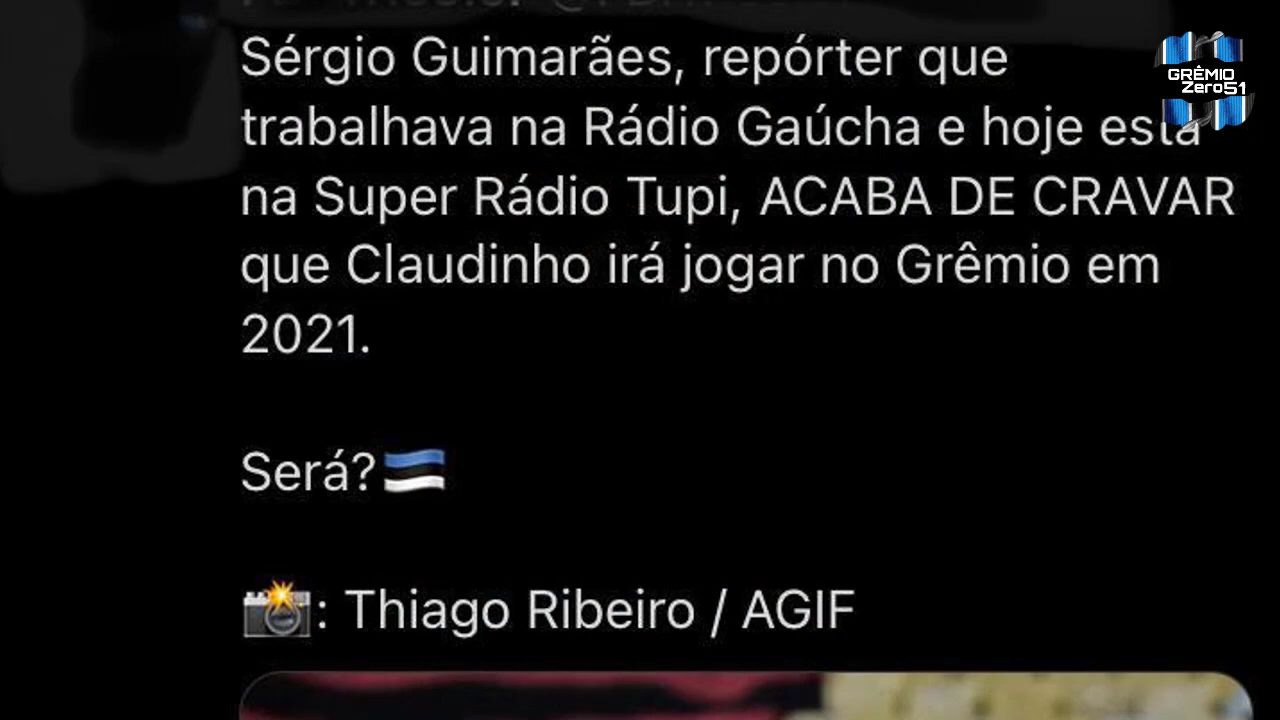 Sérgio Guimarães, repórter que
trabalhava na Rádio Gaúcha e hoje está
na Super Rádio Tupi, ACABA DE CRAVAR
que Claudinho irá jogar no Grêmio em
2021.
Será?
: Thiago Ribeiro / AGIF
GRÊMIO
Zero51